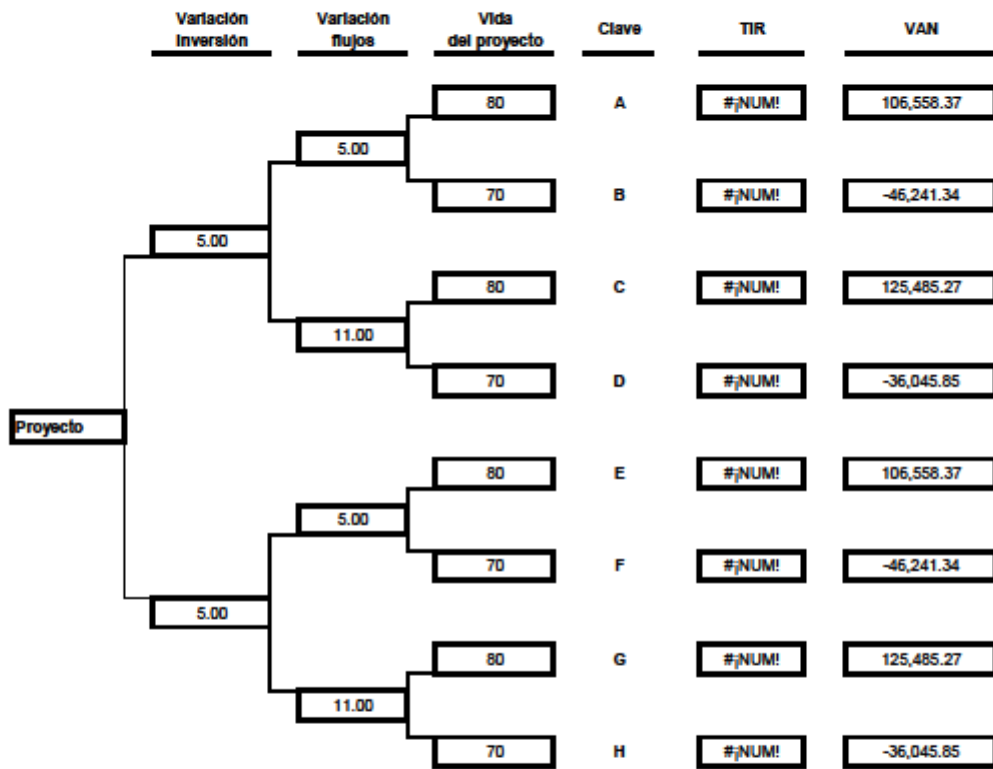 Variación Variación Vida
inversión flujos del proyecto Clave TIR VAN
80 A #¡NUM! 106,558.37
5.00
70 B #¡NUM! -46,241.34
5.00
80 C #¡NUM! 125,485.27
11.00
70 D #¡NUM! -36,045.85
Proyecto
80 E #¡NUM! 106,558.37
5.00
70 F #¡NUM! -46,241.34
5.00
80 G #¡NUM! 125,485.27
11.00
70 H #¡NUM! -36,045.85